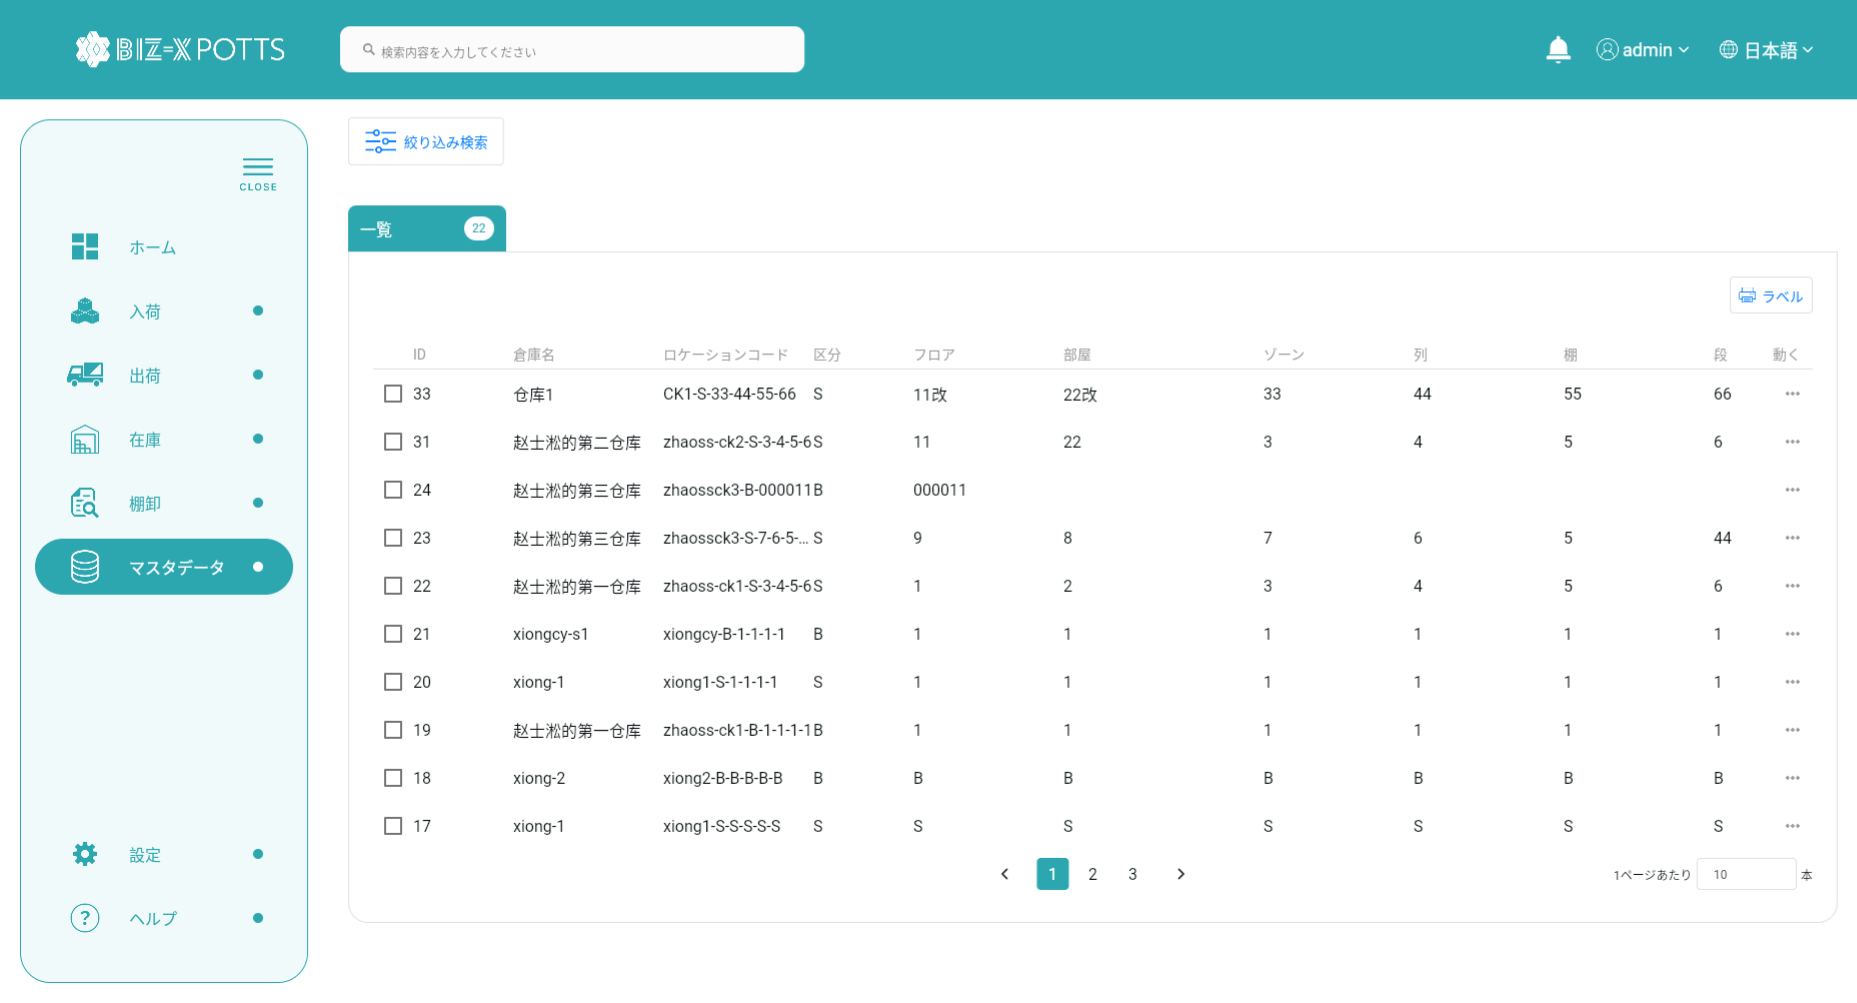 BIZ=X POTTS
検索内容を入力してください
admin
日本語
CLOSE
ホーム
入荷
出荷
在庫
棚卸
マスタデータ
設定
ヘルプ
絞り込み検索
一覧 22
ラベル
ID 倉庫名 ロケーションコード 区分 フロア 部屋 ゾーン 列 棚 段 動く
33 仓库1 CK1-S-33-44-55-66 S 11改 22改 33 44 55 66 ···
31 赵士淞的第二仓库 zhaoss-ck2-S-3-4-5-6 S 11 22 3 4 5 6 ···
24 赵士淞的第三仓库 zhaossck3-B-000011 B 000011 ···
23 赵士淞的第三仓库 zhaossck3-S-7-6-5-... S 9 8 7 6 5 44 ···
22 赵士淞的第一仓库 zhaoss-ck1-S-3-4-5-6 S 1 2 3 4 5 6 ···
21 xiongcy-s1 xiongcy-B-1-1-1-1 B 1 1 1 1 1 1 ···
20 xiong-1 xiong1-S-1-1-1-1 S 1 1 1 1 1 1 ···
19 赵士淞的第一仓库 zhaoss-ck1-B-1-1-1-1 B 1 1 1 1 1 1 ···
18 xiong-2 xiong2-B-B-B-B-B B B B B B B B ···
17 xiong-1 xiong1-S-S-S-S-S S S S S S S S ···
1 2 3
1ページあたり 10 本